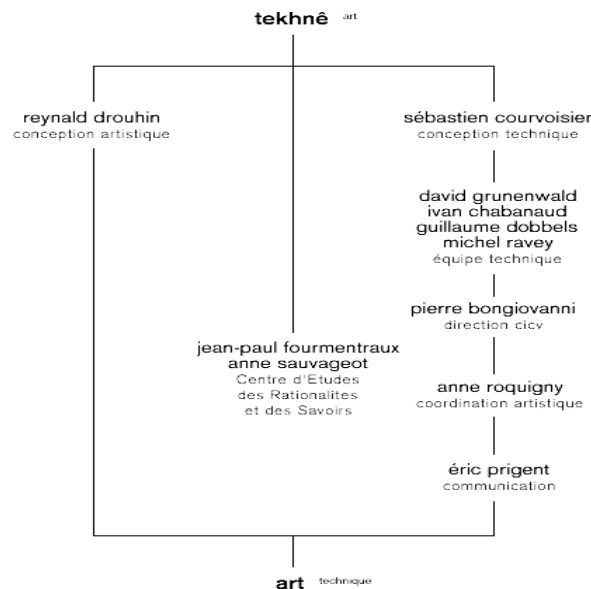 tekhnê art
reynald drouhin
conception artistique
sébastien courvoisier
conception technique
david grunenwald
ivan chabanaud
guillaume dobbels
michel ravey
équipe technique
pierre bongiovanni
direction cicv
jean-paul fourmentraux
anne sauvageot
Centre d'Etudes
des Rationalites
et des Savoirs
anne roquigny
coordination artistique
éric prigent
communication
art technique